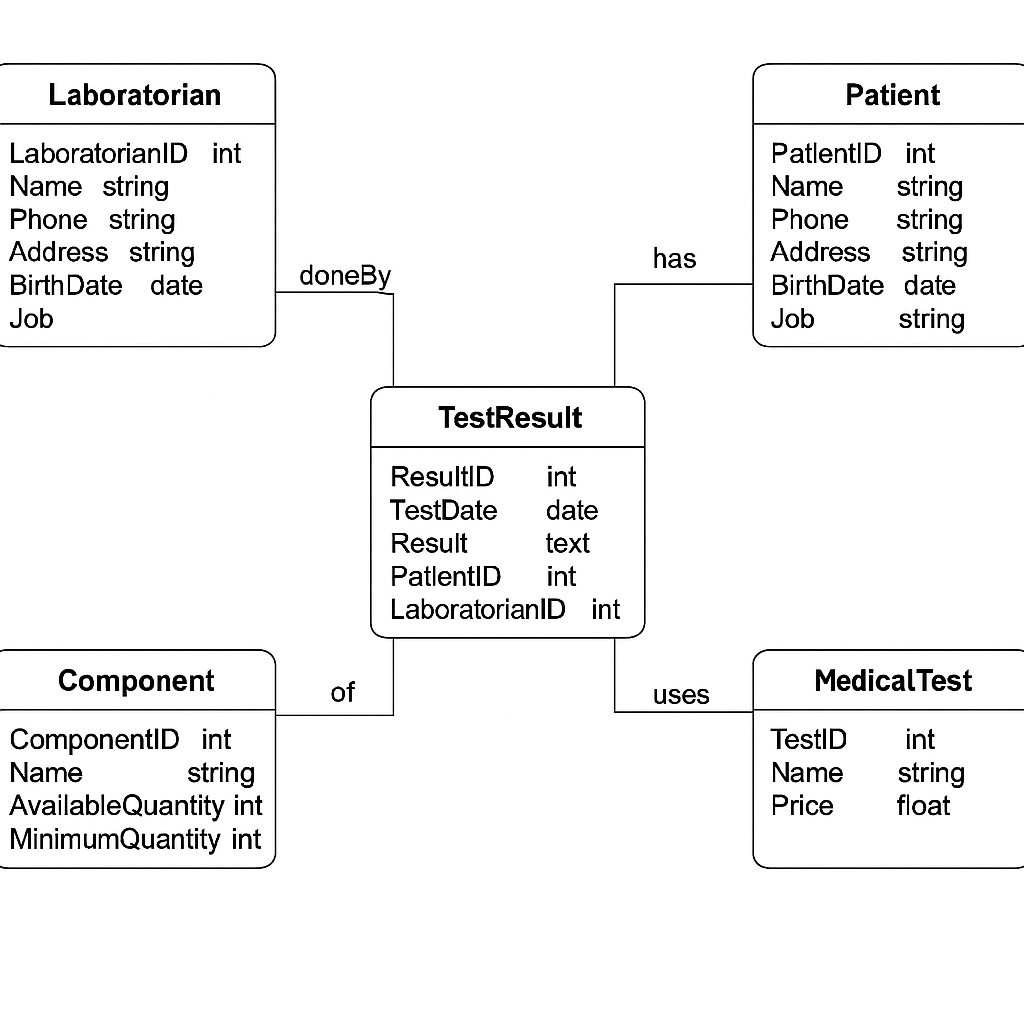 Laboratorian
LaboratorianID int
Name string
Phone string
Address string
BirthDate date
Job
Patient
PatlentID int
Name string
Phone string
Address string
BirthDate date
Job string
doneBy
has
TestResult
ResultID int
TestDate date
Result text
PatlentID int
LaboratorianID int
of
uses
Component
ComponentID int
Name string
AvailableQuantity int
MinimumQuantity int
MedicalTest
TestID int
Name string
Price float